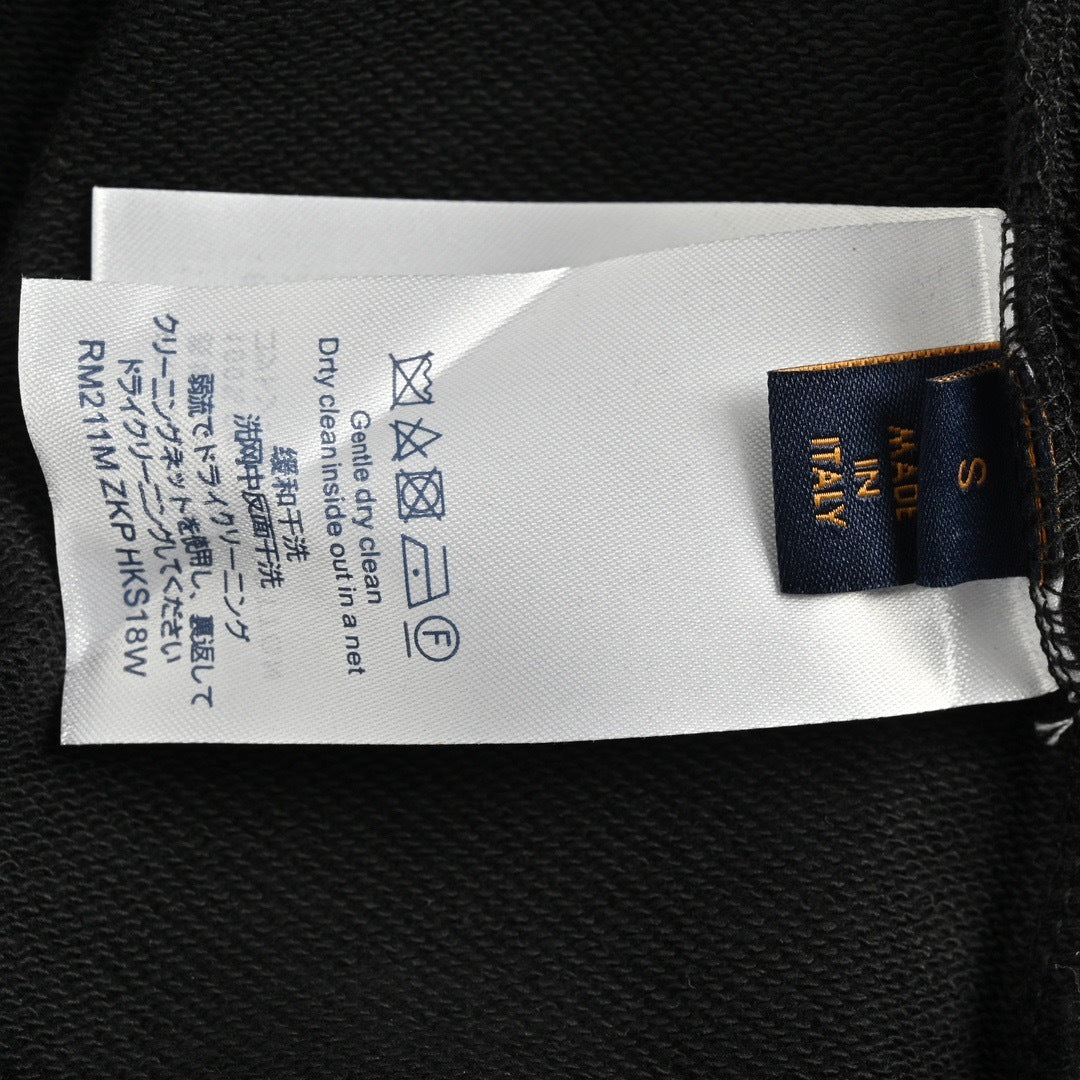 Gentle dry clean
Drty clean inside out in a net
缓和干洗
洗网中反面干洗
弱流でドライクリーニング
クリーニングネットを使用し、裏返して
ドライクリーニングしてください
RM211M ZKP HKS18W
F
S
MADE
IN
ITALY